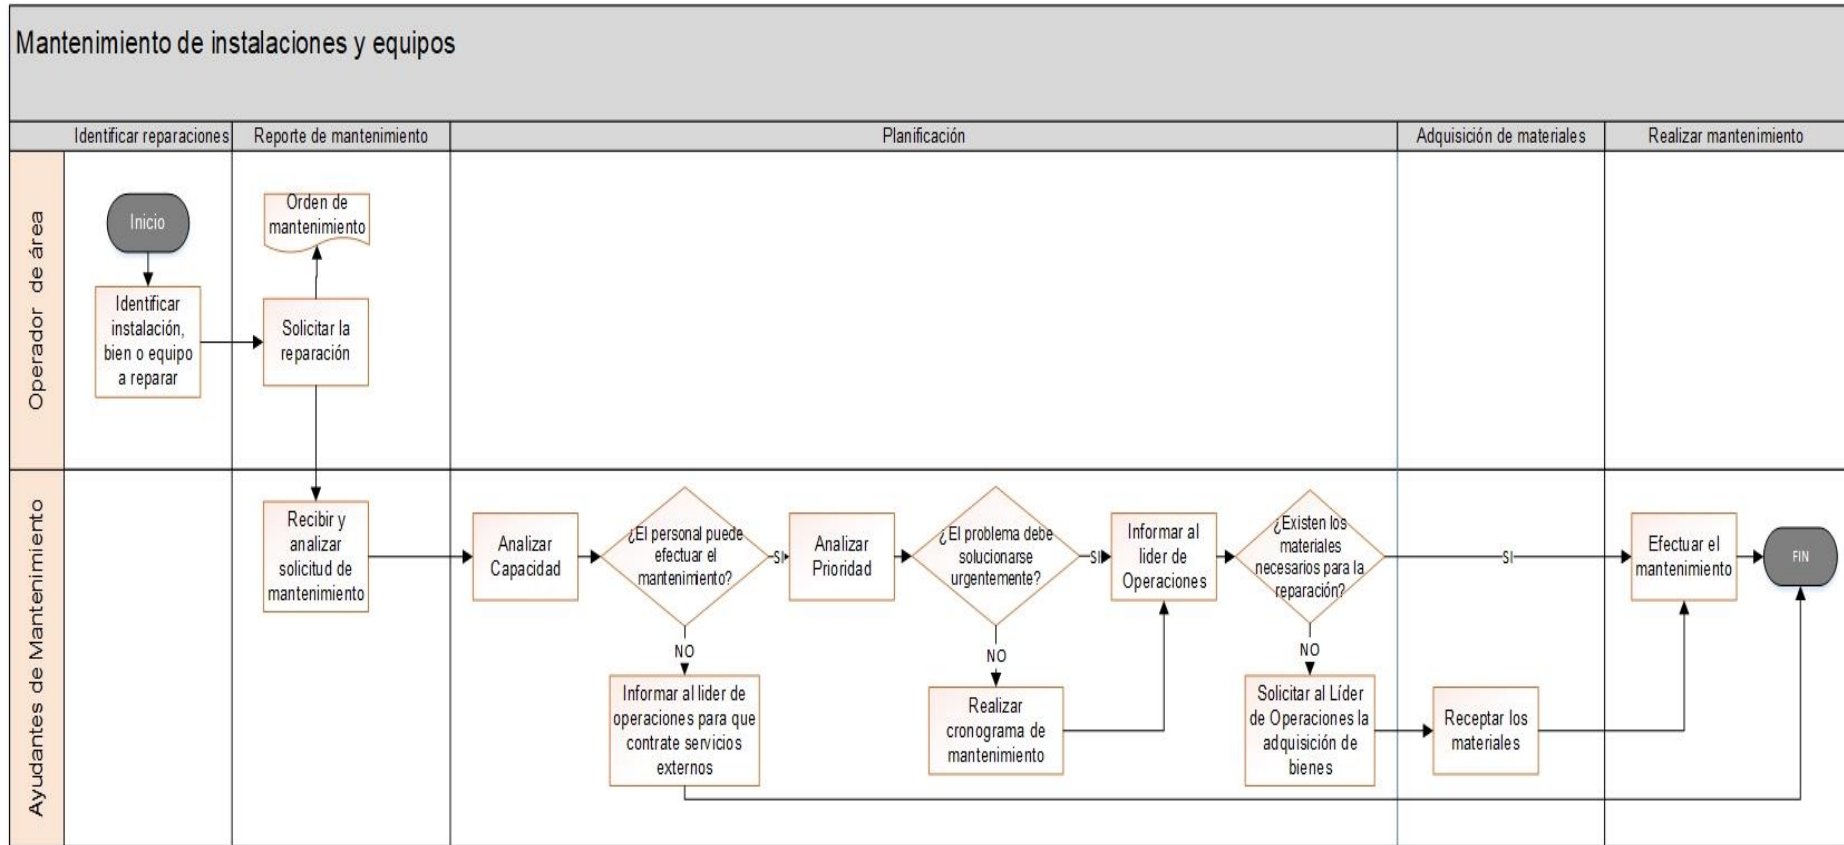 Mantenimiento de instalaciones y equipos
Identificar reparaciones
Reporte de mantenimiento
Planificación
Adquisición de materiales
Realizar mantenimiento
Operador de área
Inicio
Identificar
instalación,
bien o equipo
a reparar
Orden de
mantenimiento
Solicitar la
reparación
Ayudantes de Mantenimiento
Recibir y
analizar
solicitud de
mantenimiento
Analizar
Capacidad
¿El personal puede
efectuar el
mantenimiento?
SI
NO
Informar al lider de
operaciones para que
contrate servicios
externos
Analizar
Prioridad
¿El problema debe
solucionarse
urgentemente?
SI
NO
Realizar
cronograma de
mantenimiento
Informar al
lider de
Operaciones
¿Existen los
materiales
necesarios para la
reparación?
SI
NO
Solicitar al Líder
de Operaciones la
adquisición de
bienes
Receptar los
materiales
Efectuar el
mantenimiento
FIN